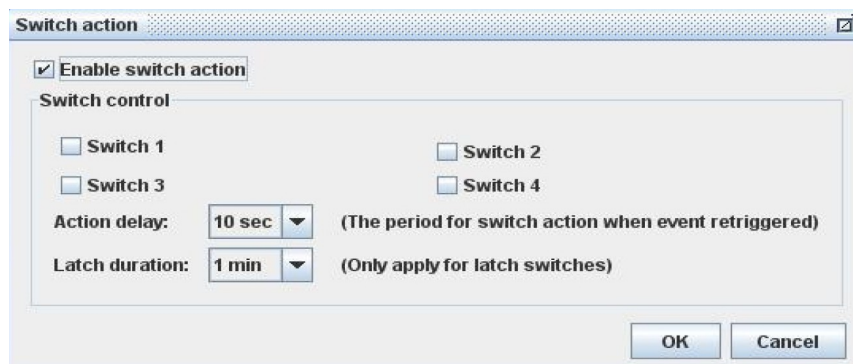 Switch action
Enable switch action
Switch control
Switch 1 Switch 2
Switch 3 Switch 4
Action delay: 10 sec (The period for switch action when event retriggered)
Latch duration: 1 min (Only apply for latch switches)
OK Cancel